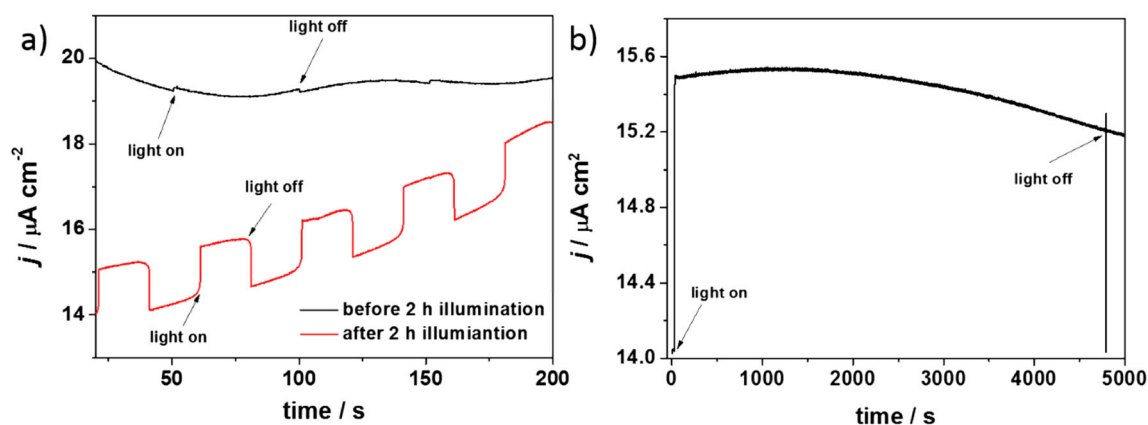 a)
light off
20
light on
18
light off
j / µA cm-2
16
light on
before 2 h illumination
after 2 h illumiantion
14
50
100
150
200
time / s
b)
15.6
15.2
light off
j / µA cm2
14.8
14.4
light on
14.0
0
1000
2000
3000
4000
5000
time / s